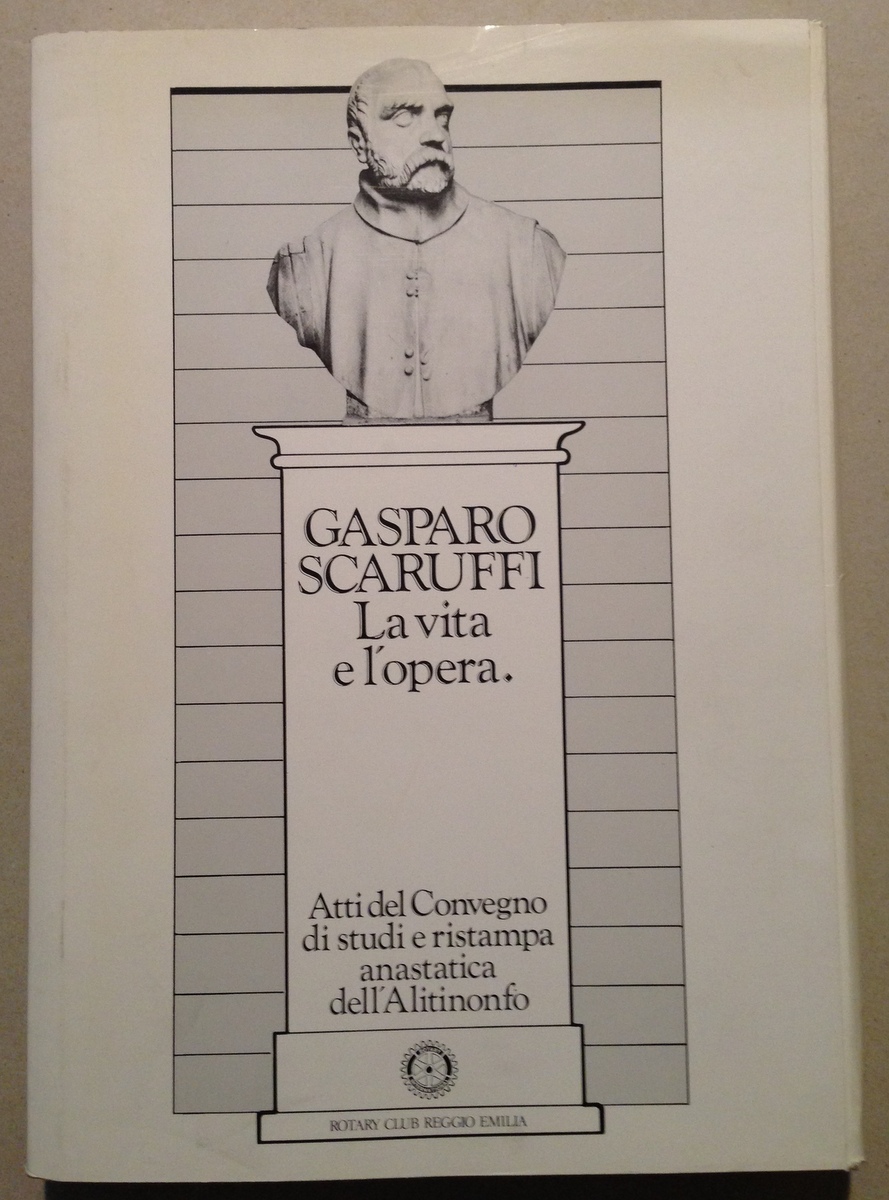 GASPARO
SCARUFFI
La vita
e l'opera.
Atti del Convegno
di studi e ristampa
anastatica
dell'Alitinonfo
ROTARY CLUB REGGIO EMILIA